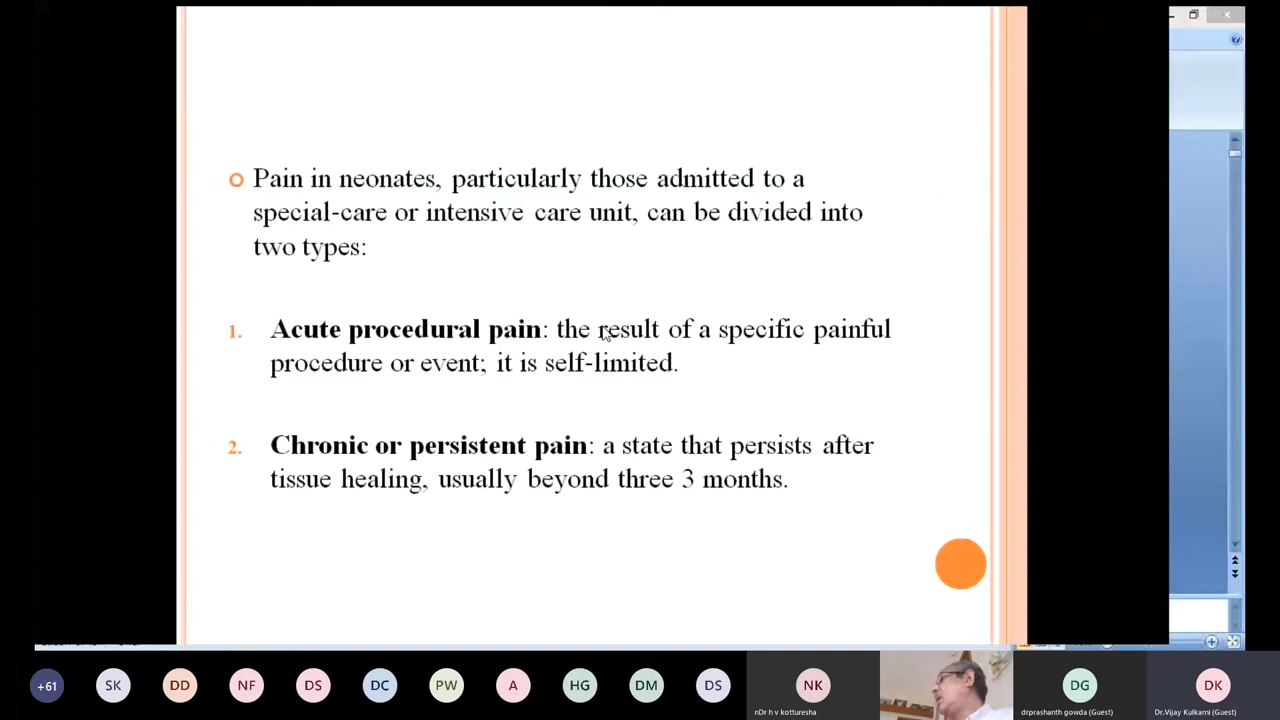 Pain in neonates, particularly those admitted to a
special-care or intensive care unit, can be divided into
two types:
1. Acute procedural pain: the result of a specific painful
procedure or event; it is self-limited.
2. Chronic or persistent pain: a state that persists after
tissue healing, usually beyond three 3 months.
+61 SK DD NF DS DC PW A HG DM DS NK DG DK
nDr h v kotturesha drprashanth gowda (Guest) Dr.Vijay Kulkarni (Guest)